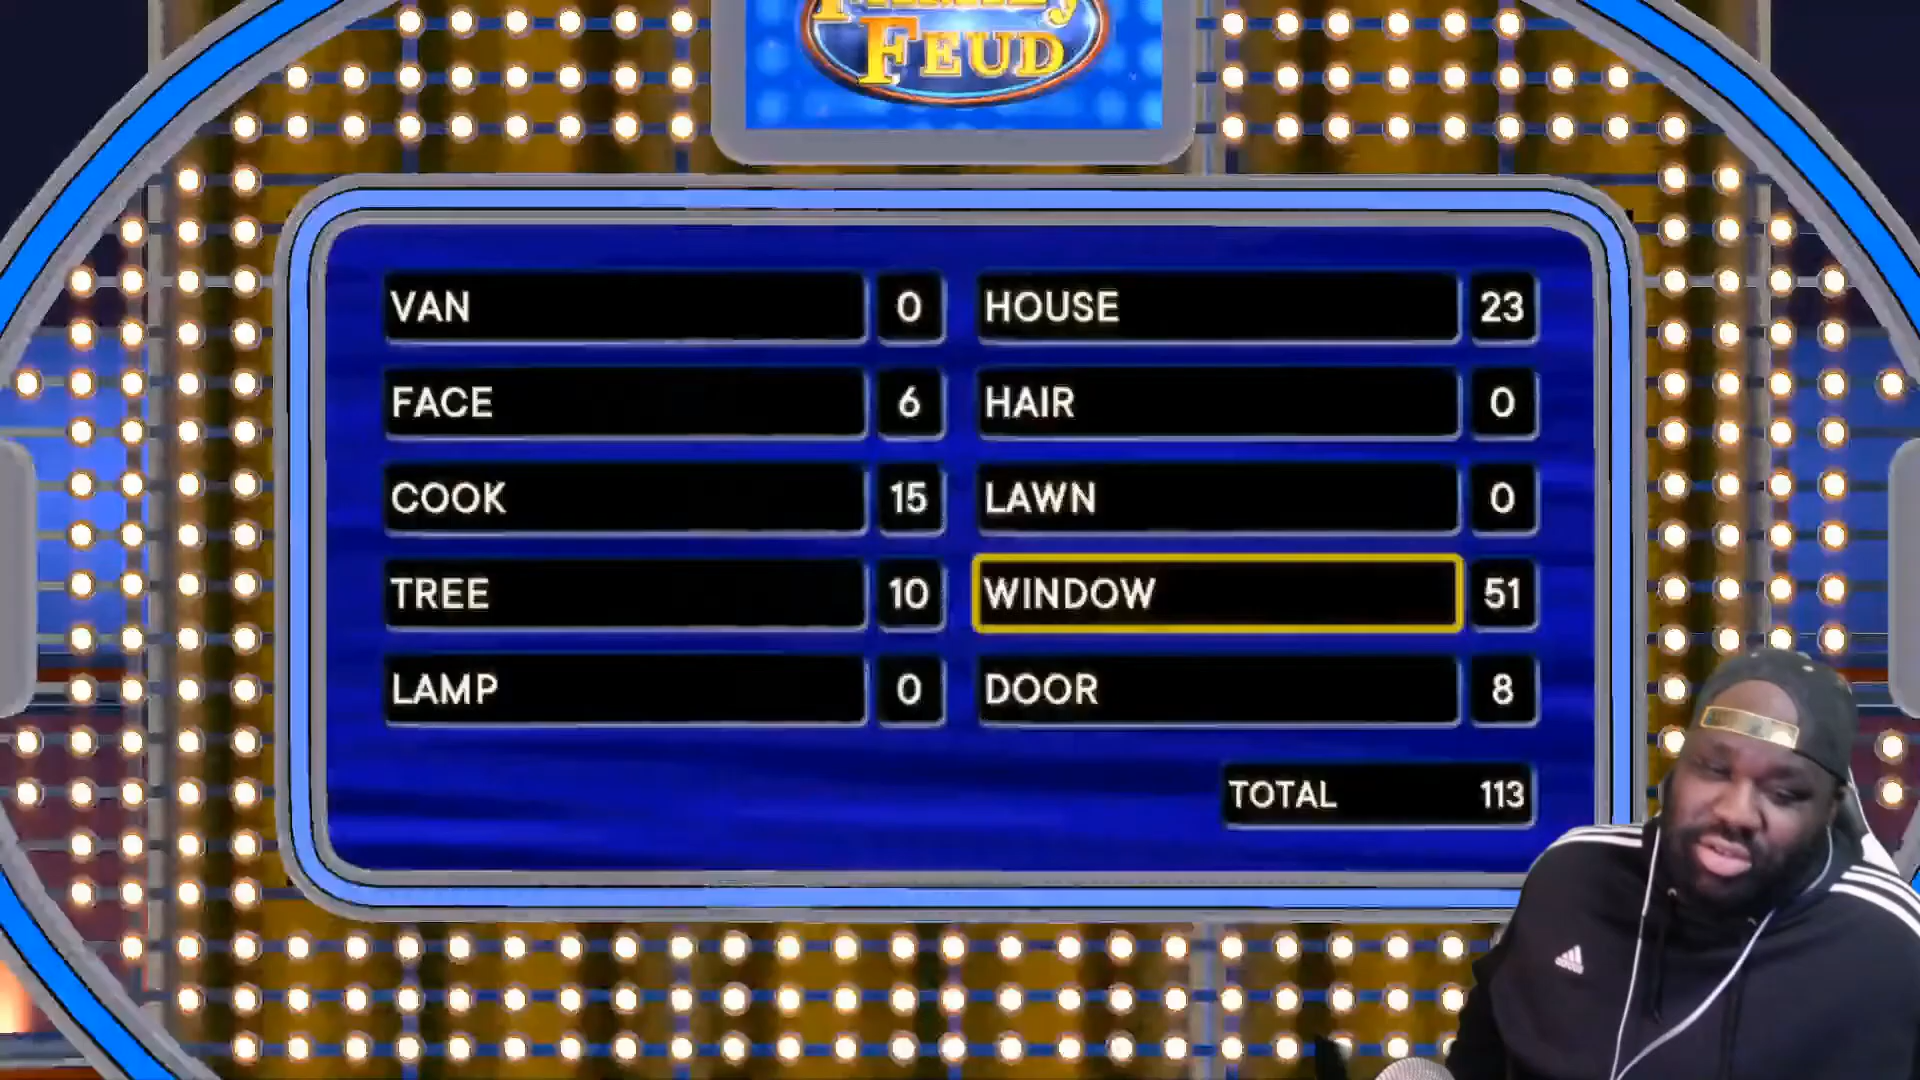 FEUD
VAN 0 HOUSE 23
FACE 6 HAIR 0
COOK 15 LAWN 0
TREE 10 WINDOW 51
LAMP 0 DOOR 8
TOTAL 113